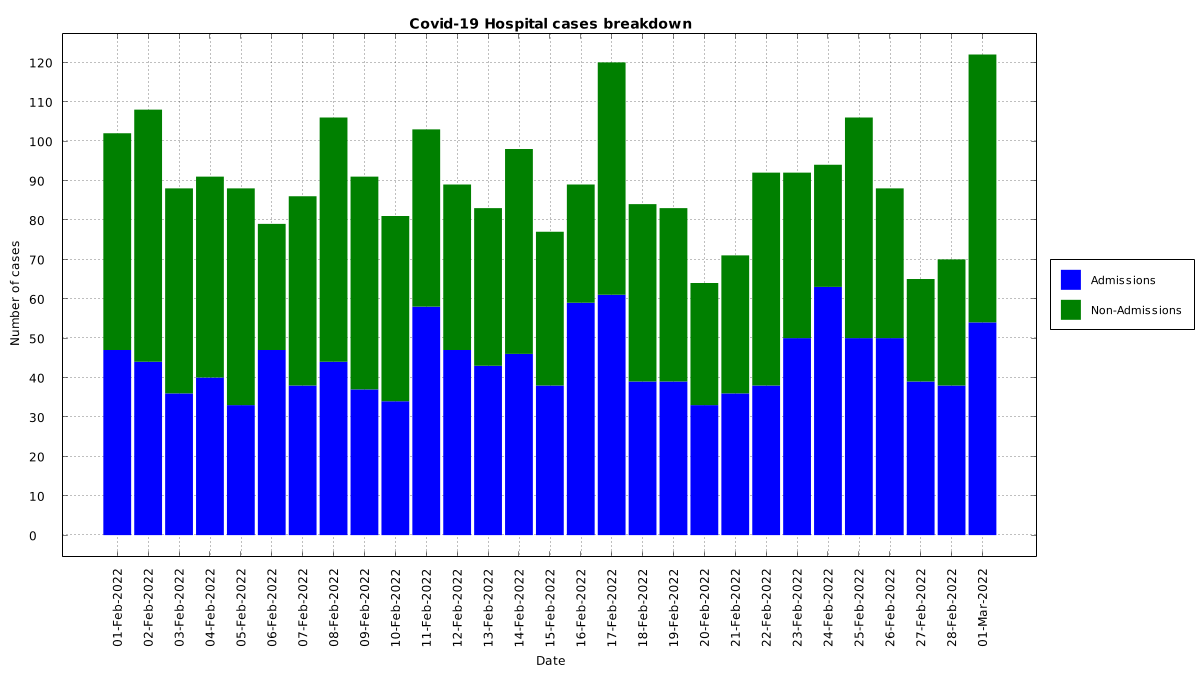 Covid-19 Hospital cases breakdown
120
110
100
90
80
70
60
50
40
30
20
10
0
Number of cases
Admissions
Non-Admissions
01-Feb-2022
02-Feb-2022
03-Feb-2022
04-Feb-2022
05-Feb-2022
06-Feb-2022
07-Feb-2022
08-Feb-2022
09-Feb-2022
10-Feb-2022
11-Feb-2022
12-Feb-2022
13-Feb-2022
14-Feb-2022
15-Feb-2022
16-Feb-2022
17-Feb-2022
18-Feb-2022
19-Feb-2022
20-Feb-2022
21-Feb-2022
22-Feb-2022
23-Feb-2022
24-Feb-2022
25-Feb-2022
26-Feb-2022
27-Feb-2022
28-Feb-2022
01-Mar-2022
Date